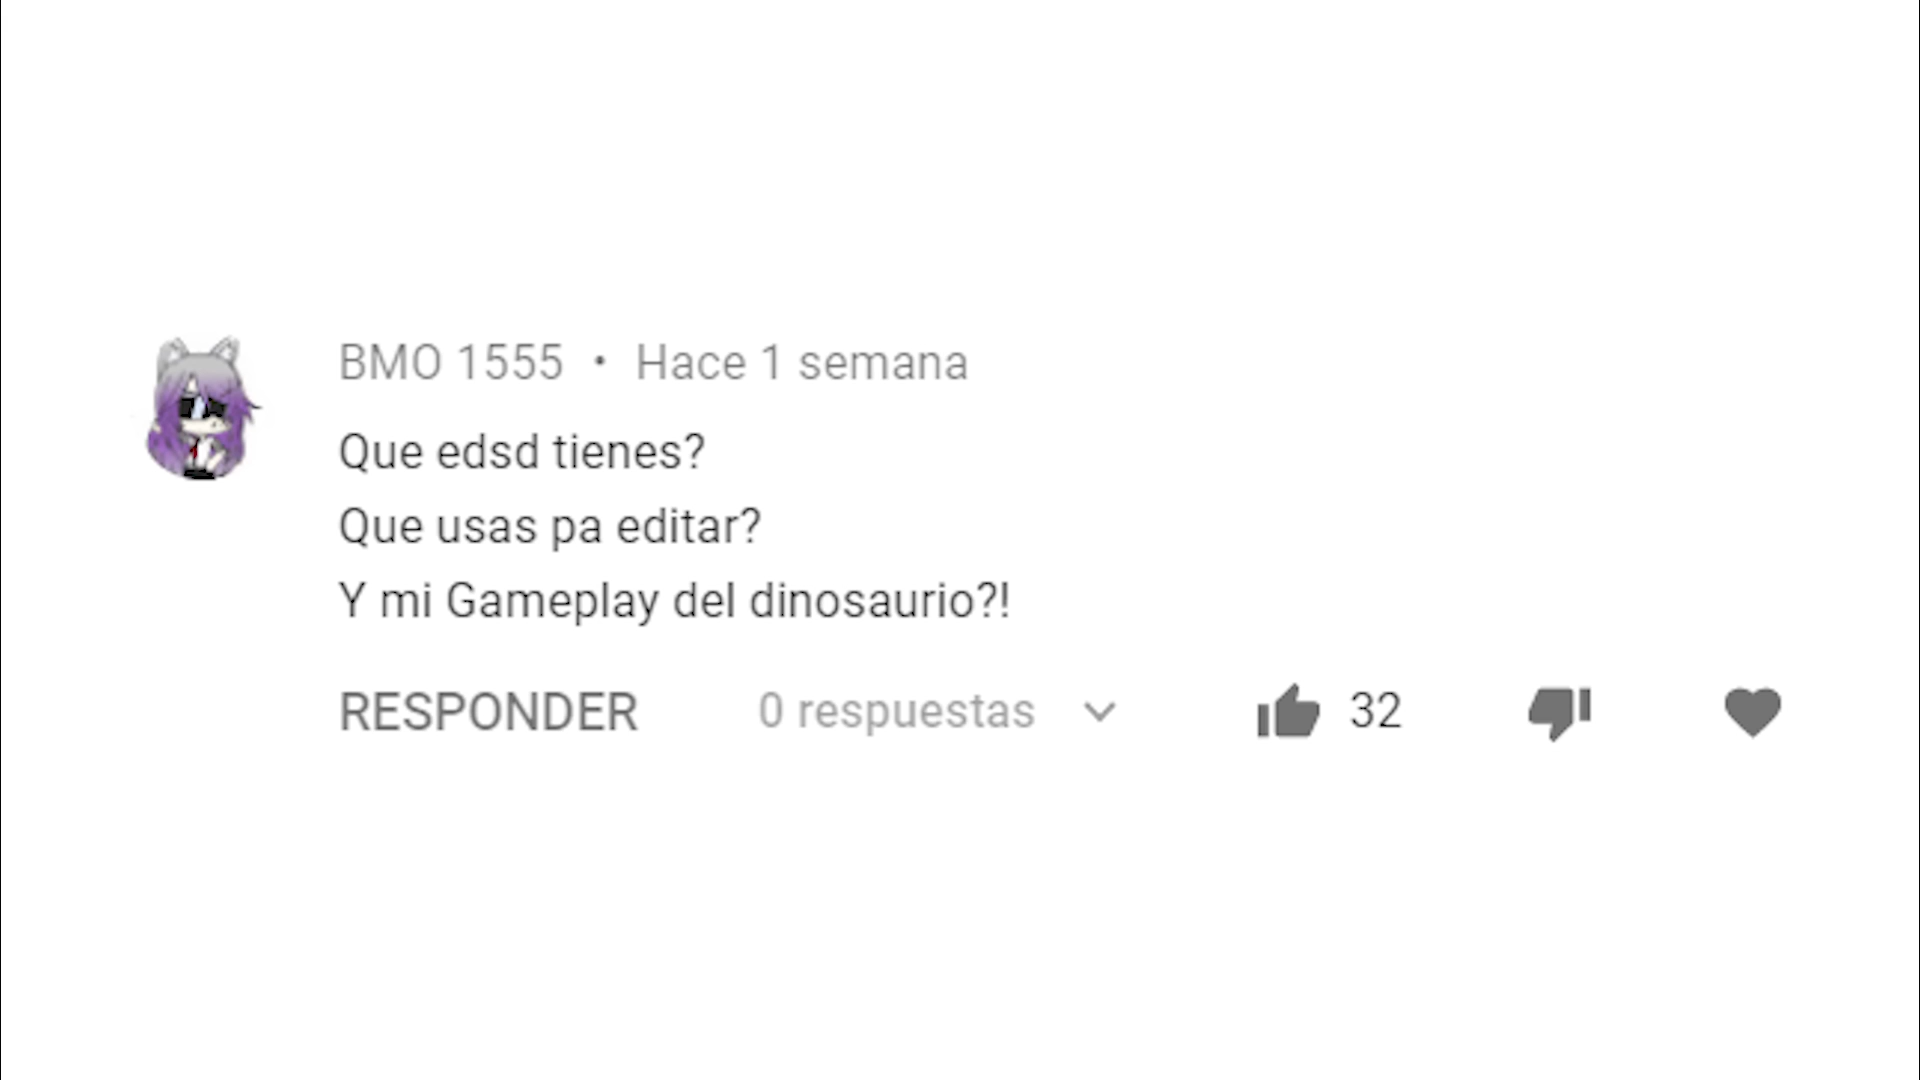 BMO 1555 • Hace 1 semana
Que edsd tienes?
Que usas pa editar?
Y mi Gameplay del dinosaurio?!
RESPONDER 0 respuestas 32